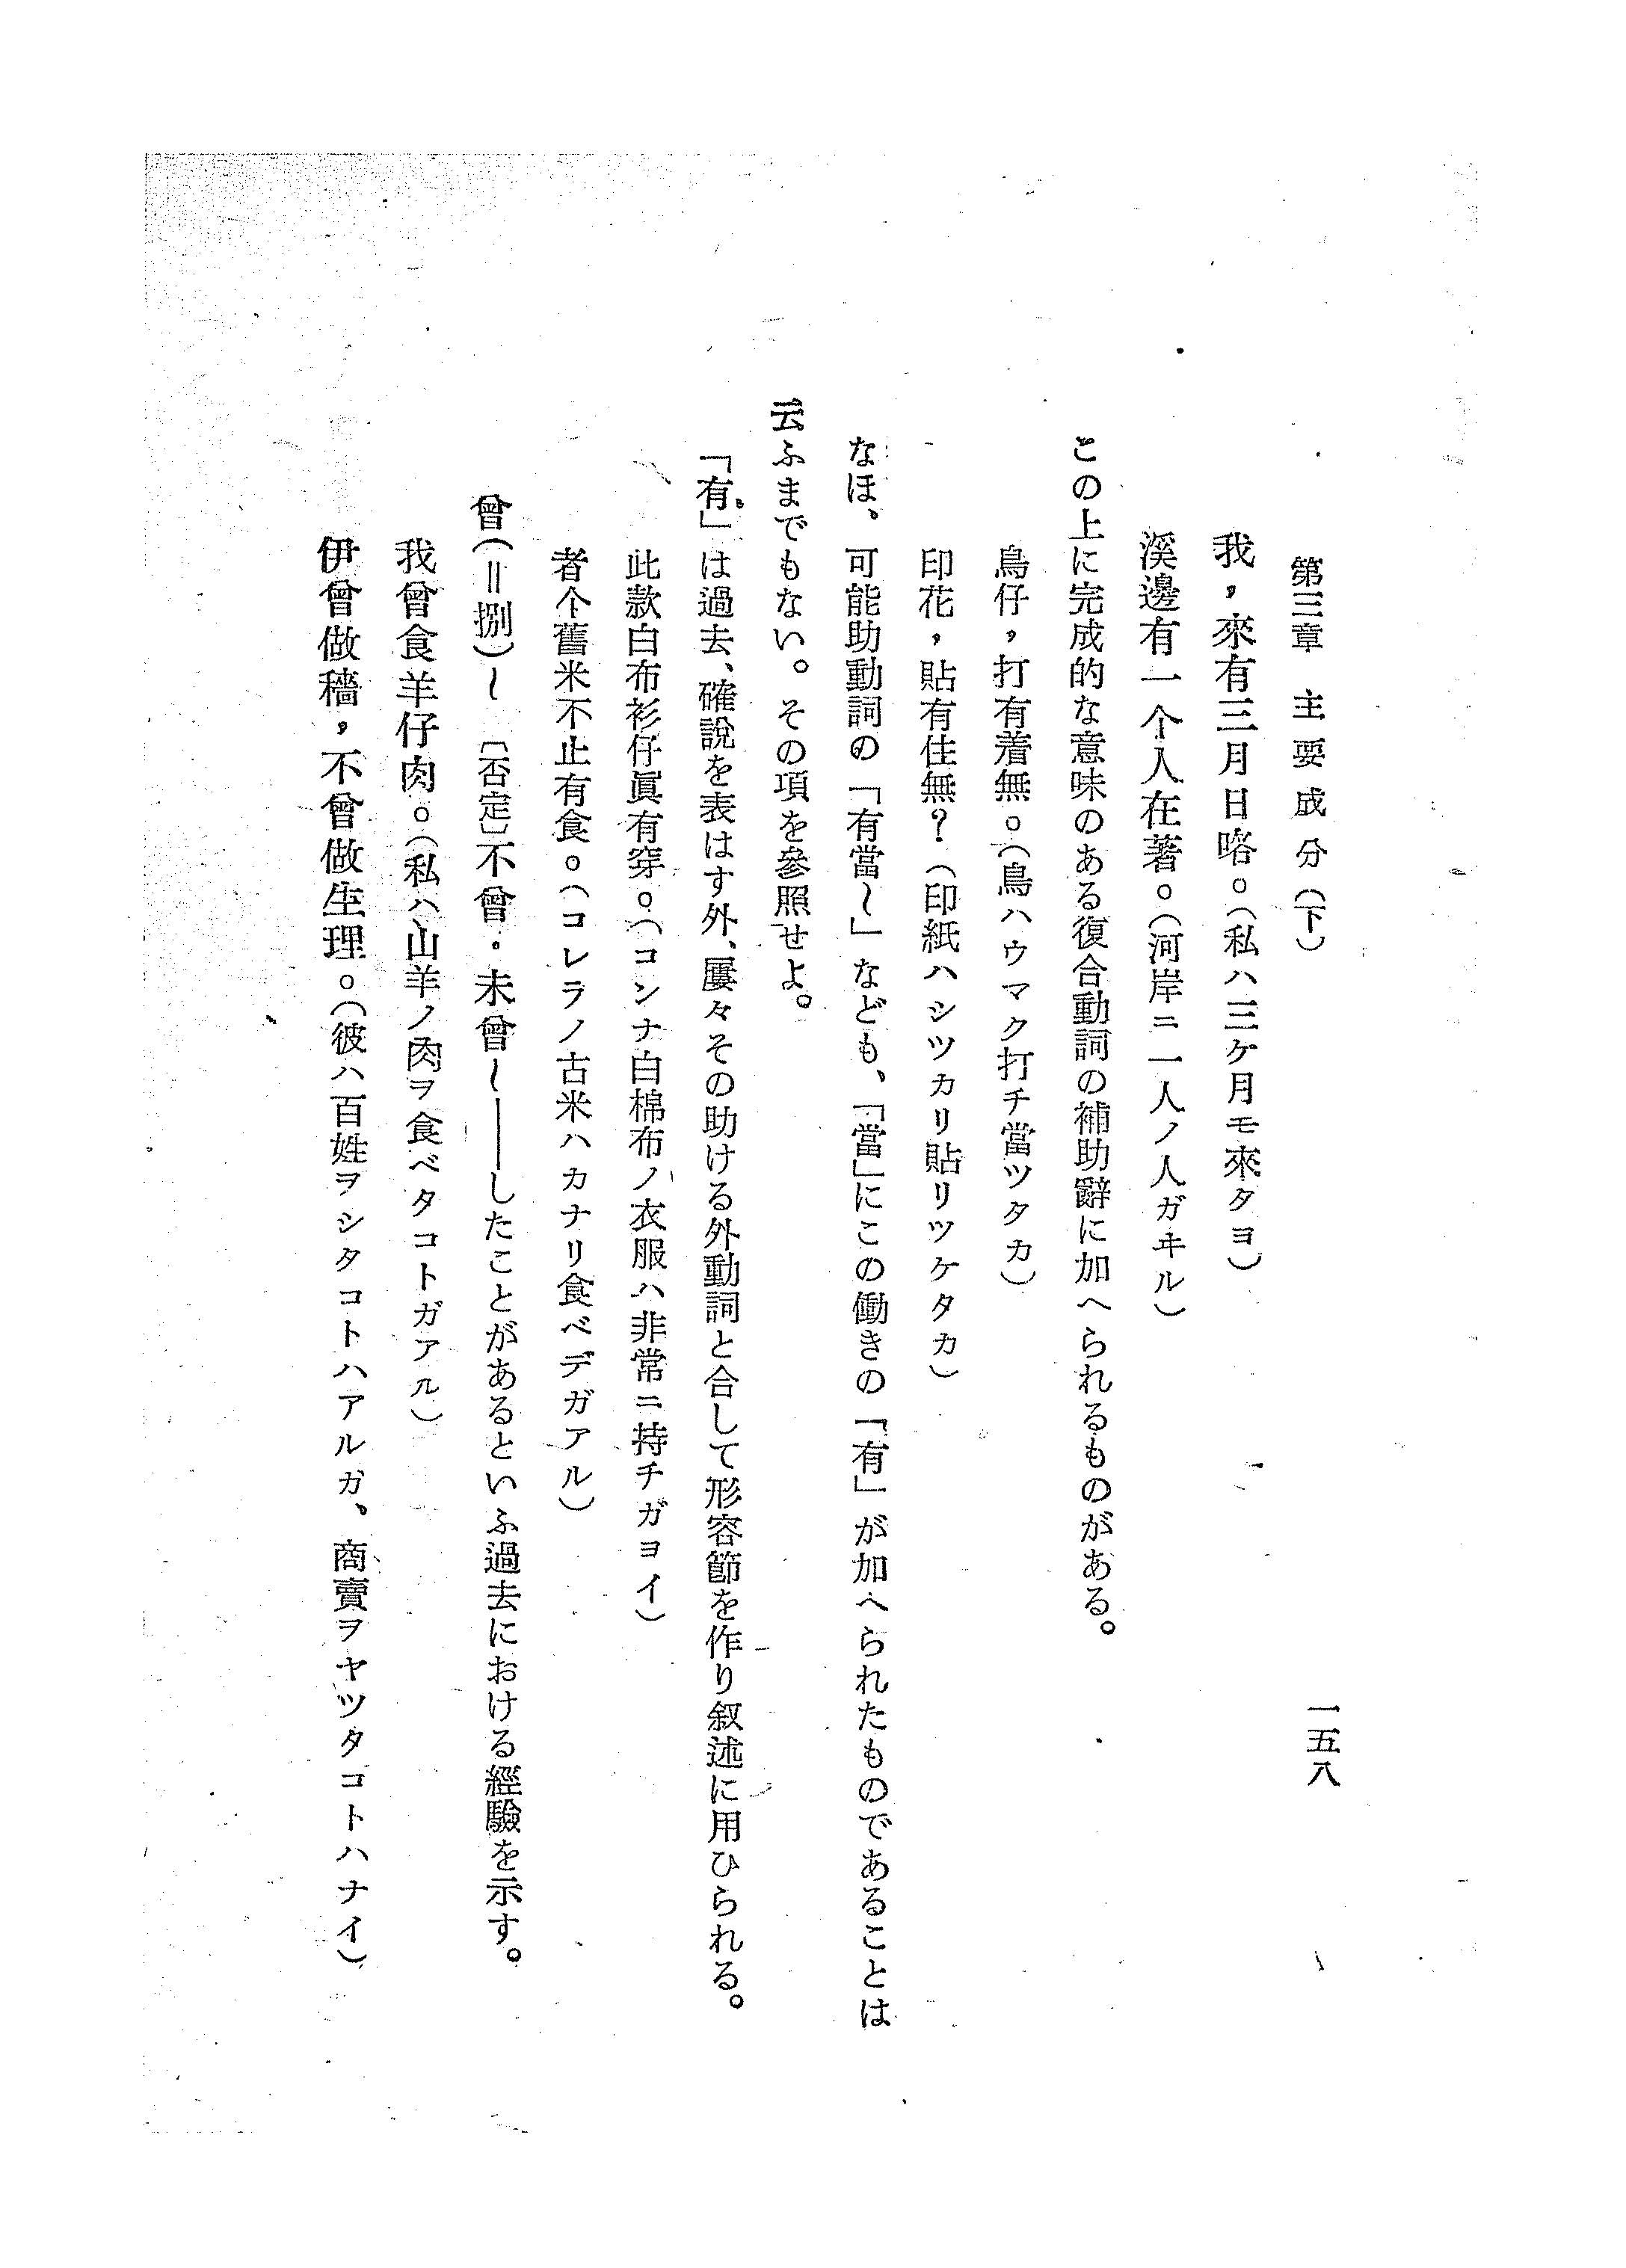 第三章　主要成分（下）
一五八
我，來有三月日咯。（私ハ三ケ月モ來タヨ）
溪邊有一个人在著。（河岸ニ一人ノ人ガヰル）
この上に完成的な意味のある復合動詞の補助辭に加へられるものがある。
鳥仔，打有着無。（鳥ハウマク打チ當ツタカ）
印花，貼有住無？（印紙ハシツカリ貼リツケタカ）
なほ、可能助動詞の「有當〜」なども、「當」にこの働きの「有」が加へられたものであることは
云ふまでもない。その項を參照せよ。
「有」は過去、確說を表はす外、屢々その助ける外動詞と合して形容節を作り叙述に用ひられる。
此款白布衫仔眞有穿。（コンナ白棉布ノ衣服ハ非常ニ持チガヨイ）
者个舊米不止有食。（コレラノ古米ハカナリ食ベデガアル）
曾（＝捌）〜　〔否定〕不曾・未曾〜――したことがあるといふ過去における經驗を示す。
我曾食羊仔肉。（私ハ山羊ノ肉ヲ食ベタコトガアル）
伊曾做穡，不曾做生理。（彼ハ百姓ヲシタコトハアルガ、商賣ヲヤツタコトハナイ）